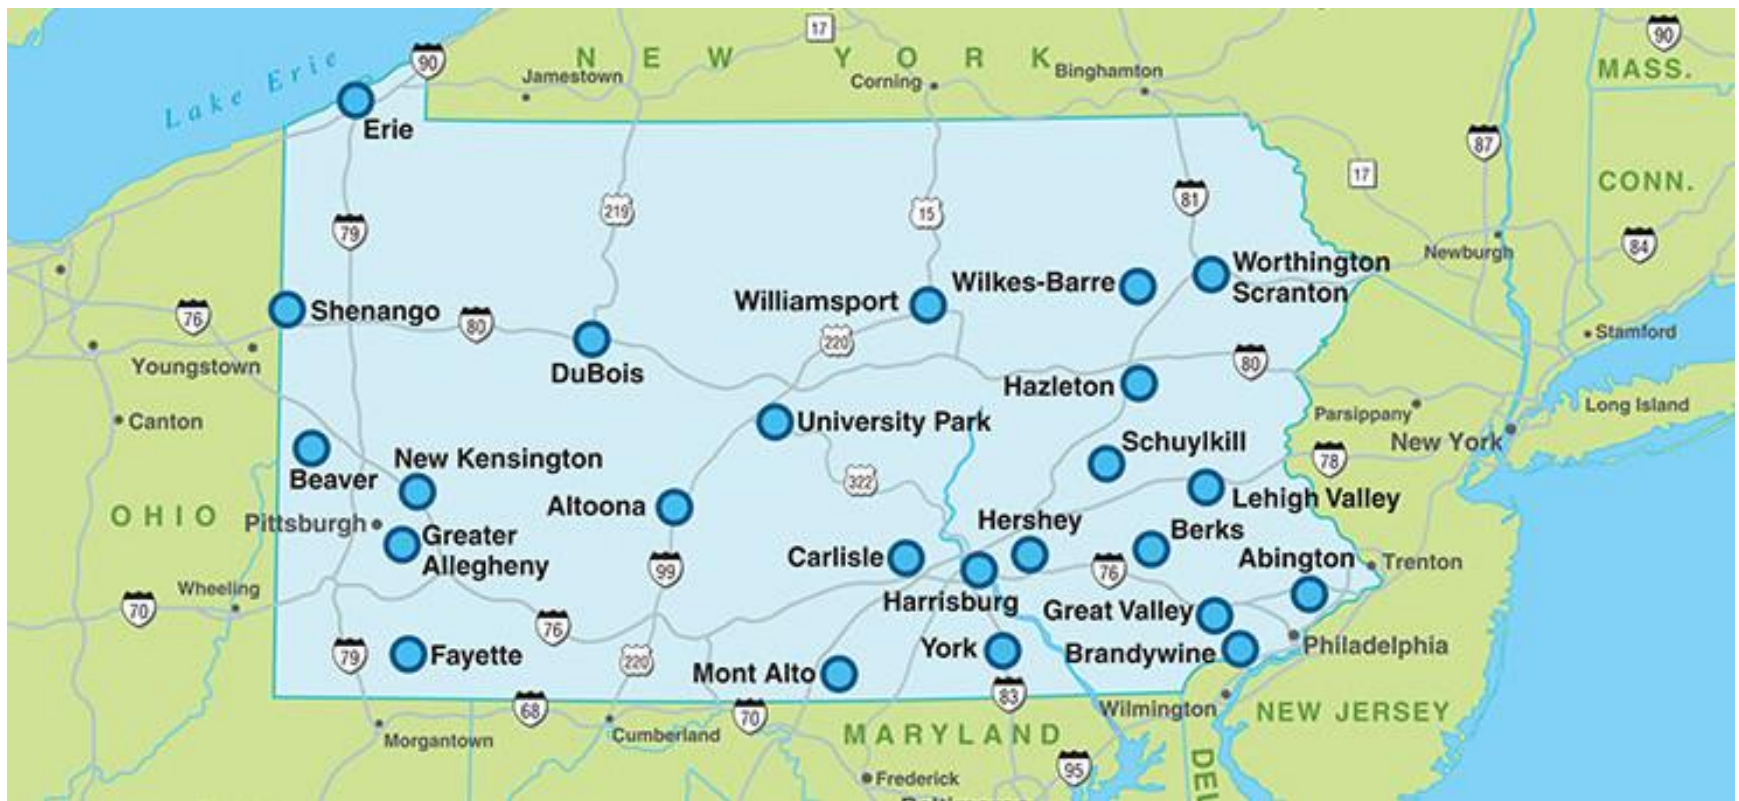 17
90
90
NEW YORK
Jamestown
Corning
Binghamton
MASS.
Lake Erie
Erie
87
17
CONN.
79
219
15
81
84
Newburgh
Worthington
Scranton
Wilkes-Barre
Williamsport
76
Shenango
80
220
Stamford
Youngstown
DuBois
80
Hazleton
Long Island
Parsippany
Canton
University Park
New York
Schuylkill
78
New Kensington
Beaver
322
Altoona
Lehigh Valley
OHIO
Pittsburgh
Hershey
Berks
Greater
Allegheny
Carlisle
Abington
Trenton
99
76
Wheeling
70
Harrisburg
Great Valley
76
79
Fayette
220
York
Brandywine
Philadelphia
Mont Alto
83
68
70
Wilmington
NEW JERSEY
Morgantown
Cumberland
MARYLAND
95
DEL
Frederick